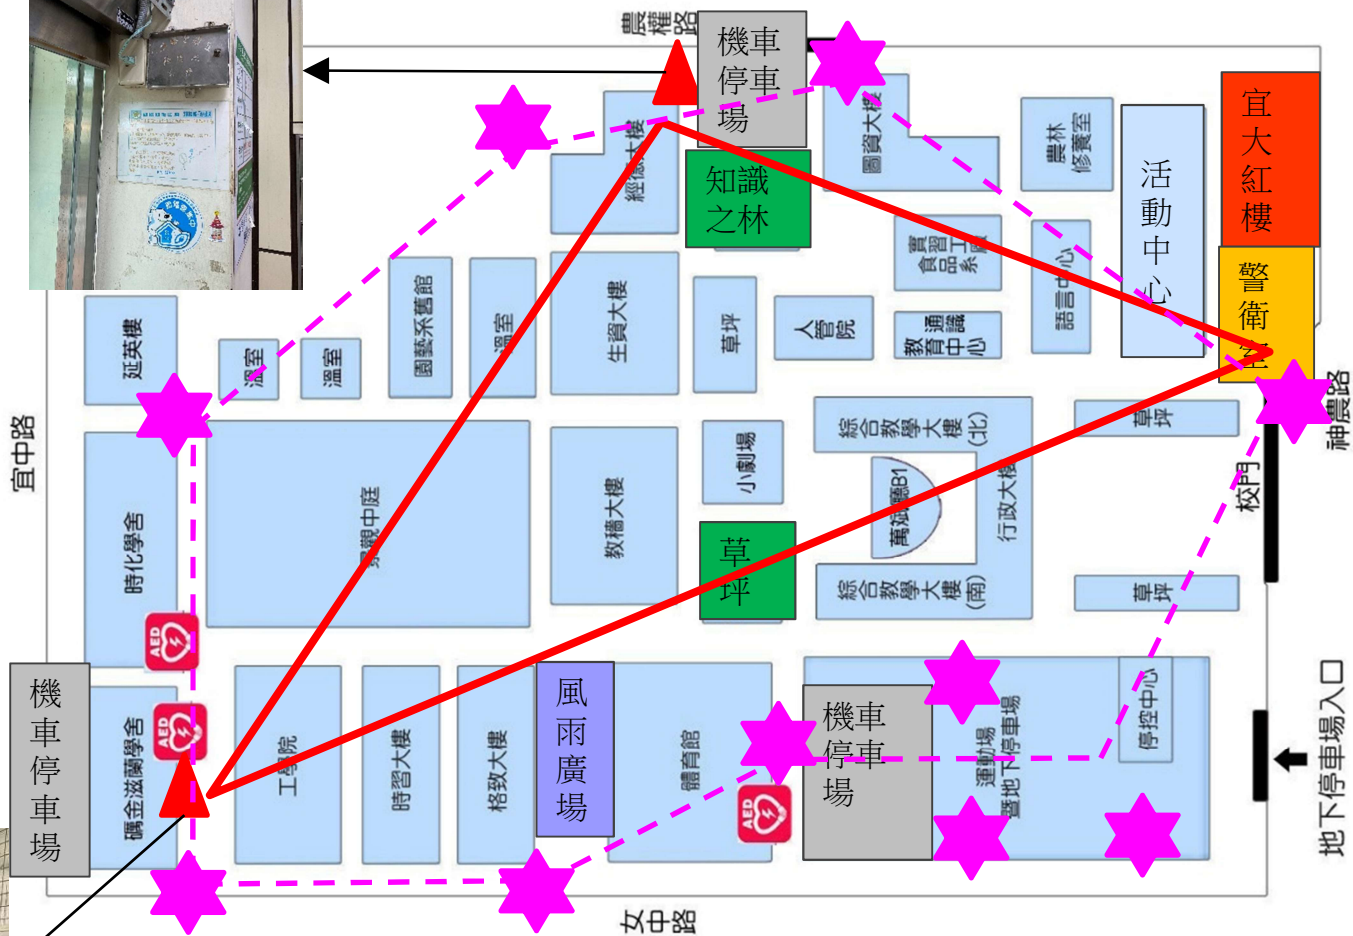 農權路
機車
停車
場
知識
之林
經德大樓
圖資大樓
農林
修養室
活動中心
宜大紅樓
警衛室
實習工廠
食品系
語言中心
通識
教育中心
人管院
草坪
生資大樓
溫室
園藝系舊館
溫室
溫室
延英樓
宜中路
時化學舍
景觀中庭
教穡大樓
小劇場
草坪
綜合教學大樓
(北)
萬斌廳B1
行政大樓
綜合教學大樓
(南)
草坪
草坪
校門
神農路
AED
AED
機車停車場
礪金滋蘭學舍
工學院
時習大樓
格致大樓
風雨廣場
體育館
AED
機車
停車
場
運動場
暨地下停車場
停控中心
地下停車場入口
女中路